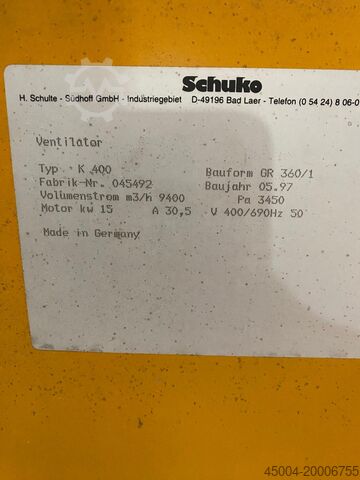 Schuko
H. Schulte - Südhoff GmbH - Industriegebiet D-49196 Bad Laer - Telefon (0 54 24) 8 06-0
Ventilator
Typ K 400 Bauform GR 360/1
Fabrik-Nr. 045492 Baujahr 05.97
Volumenstrom m3/h 9400 Pa 3450
Motor kw 15 A 30,5 V 400/690Hz 50
Made in Germany
45004-20006755